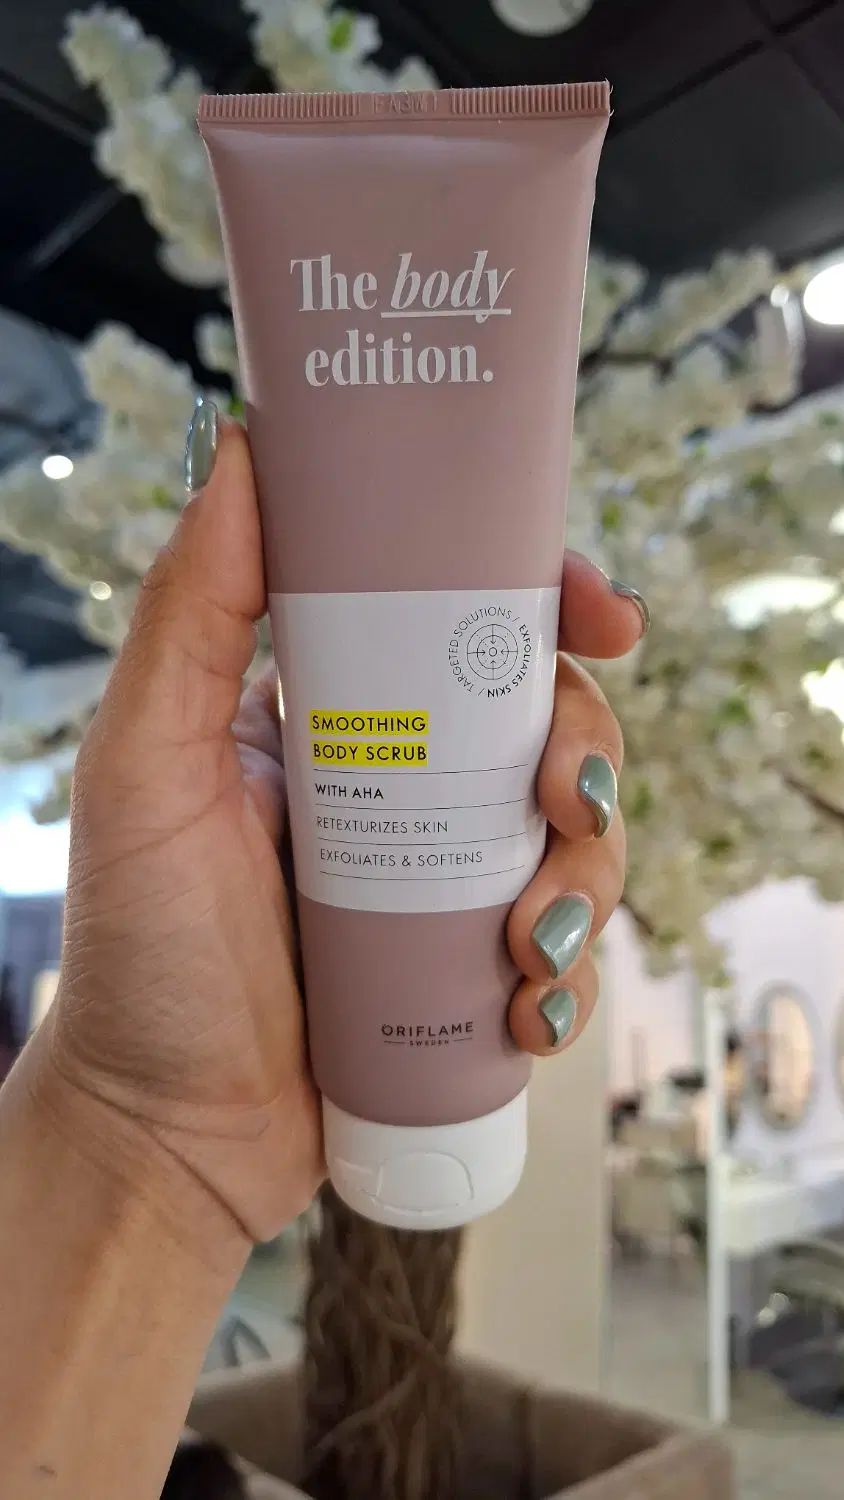 The body
edition.
TARGETED SOLUTIONS / EXFOLIATES SKIN /
SMOOTHING
BODY SCRUB
WITH AHA
RETEXTURIZES SKIN
EXFOLIATES & SOFTENS
ORIFLAME
SWEDEN